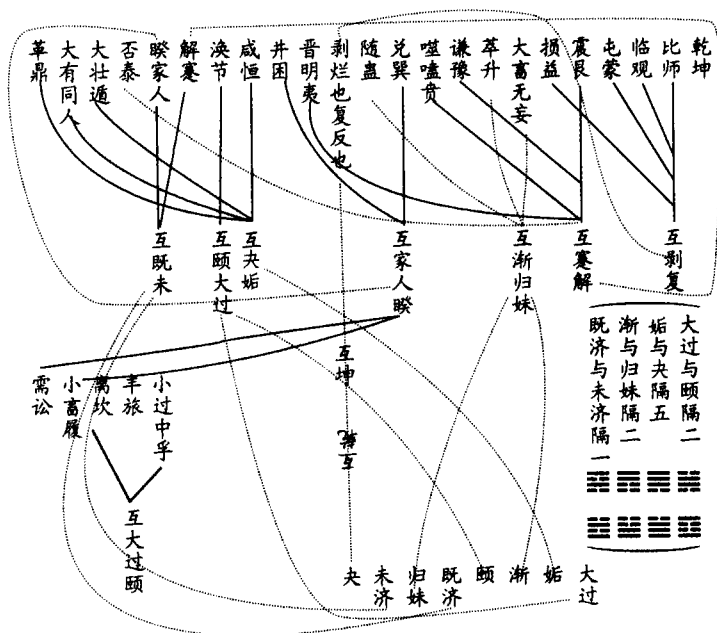 乾坤
比师
临观
屯蒙
震艮
损益
大畜无妄
萃升
谦豫
噬嗑贲
兑巽
随蛊
剥烂也复反也
晋明夷
井困
咸恒
涣节
解蹇
睽家人
否泰
大壮遁
大有同人
革鼎
互剥复
互蹇解
互渐归妹
互家人睽
互夬姤
互颐大过
互既未
大过与颐隔二
姤与夬隔五
渐与归妹隔二
既济与未济隔一
互坤
小过中孚
丰旅
离坎
小畜履
需讼
互大过颐
大过
姤
渐
颐
既济
归妹
未济
夬